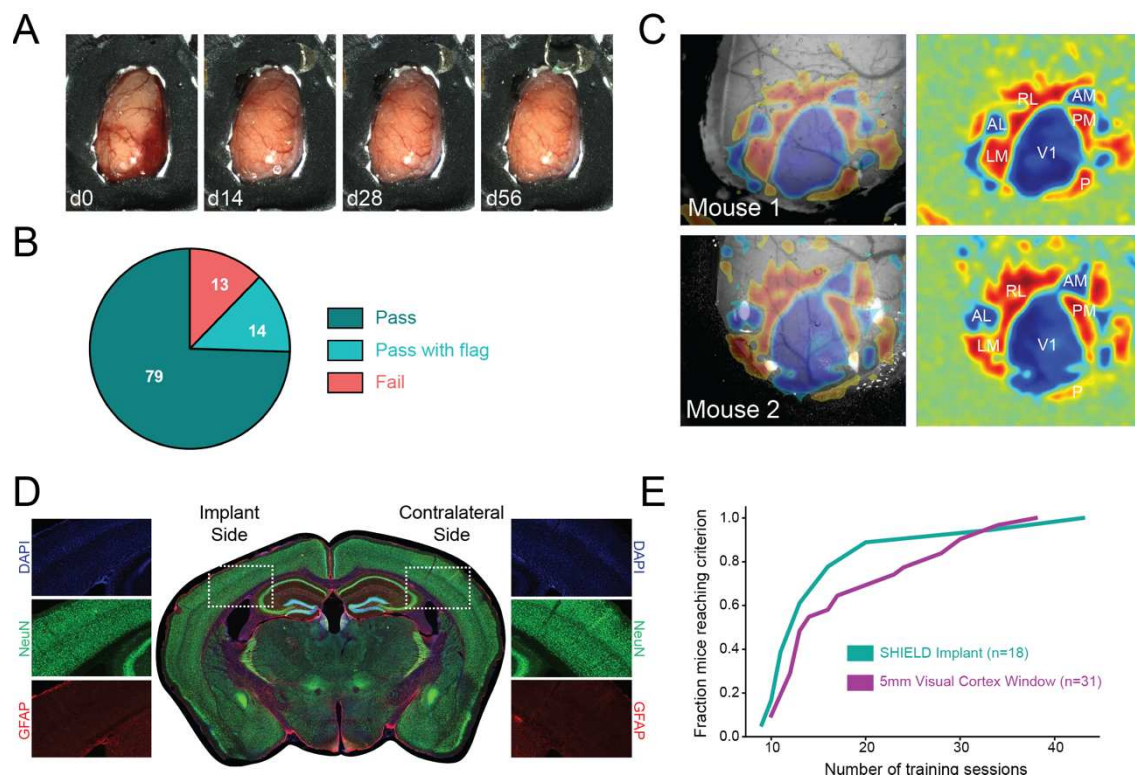 A
d0
d14
d28
d56
B
13
14
79
Pass
Pass with flag
Fail
C
Mouse 1
RL
AM
AL
PM
LM
V1
P
Mouse 2
RL
AM
AL
PM
LM
V1
P
D
Implant
Side
Contralateral
Side
DAPI
NeuN
GFAP
DAPI
NeuN
GFAP
E
Fraction mice reaching criterion
1.0
0.8
0.6
0.4
0.2
0.0
SHIELD Implant (n=18)
5mm Visual Cortex Window (n=31)
10
20
30
40
Number of training sessions